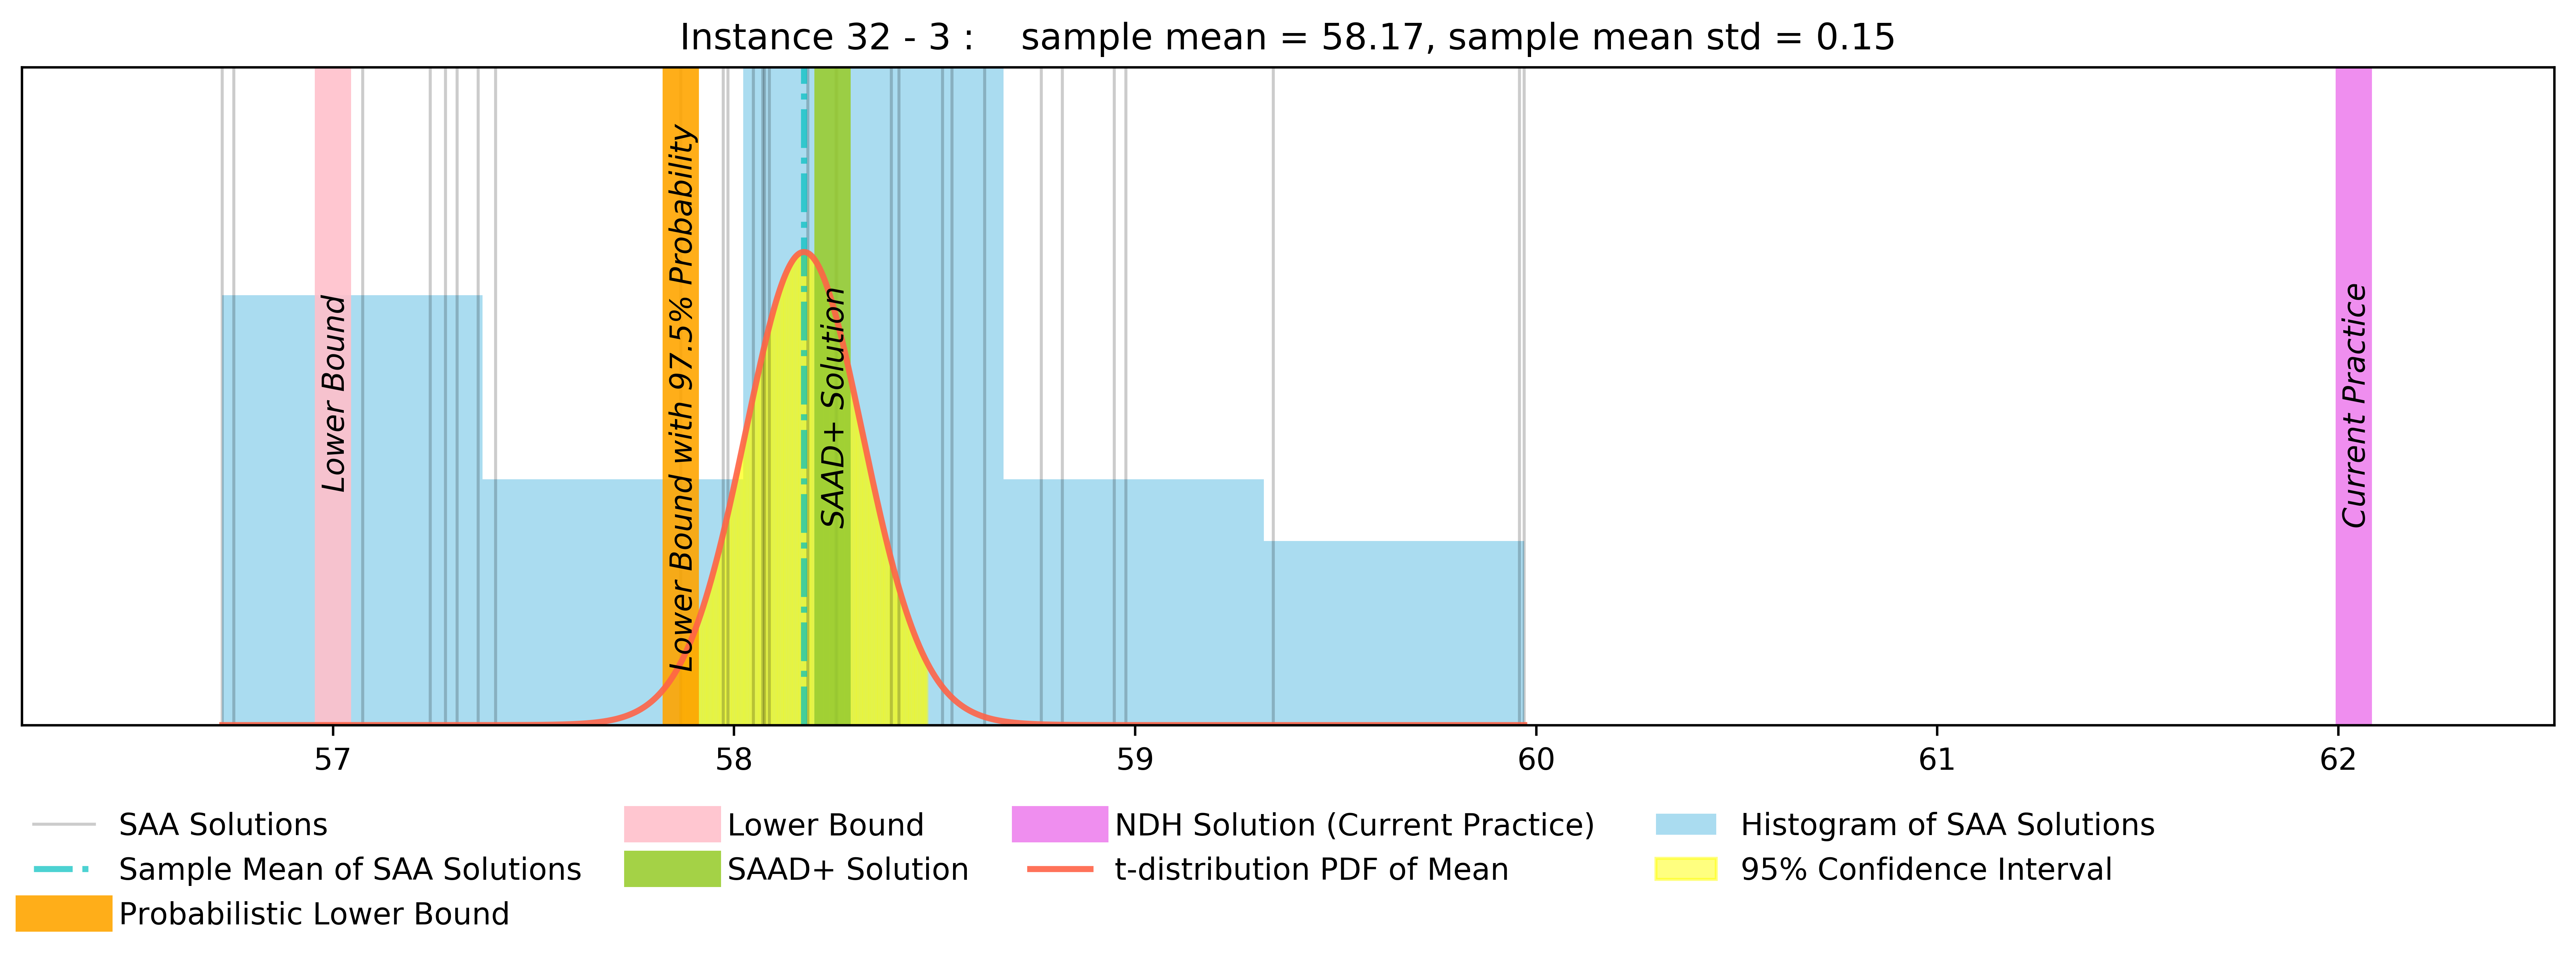 Instance 32 - 3 :    sample mean = 58.17, sample mean std = 0.15
Lower Bound
Lower Bound with 97.5% Probability
SAAD+ Solution
Current Practice
57 58 59 60 61 62
SAA Solutions
Sample Mean of SAA Solutions
Probabilistic Lower Bound
Lower Bound
SAAD+ Solution
NDH Solution (Current Practice)
t-distribution PDF of Mean
Histogram of SAA Solutions
95% Confidence Interval